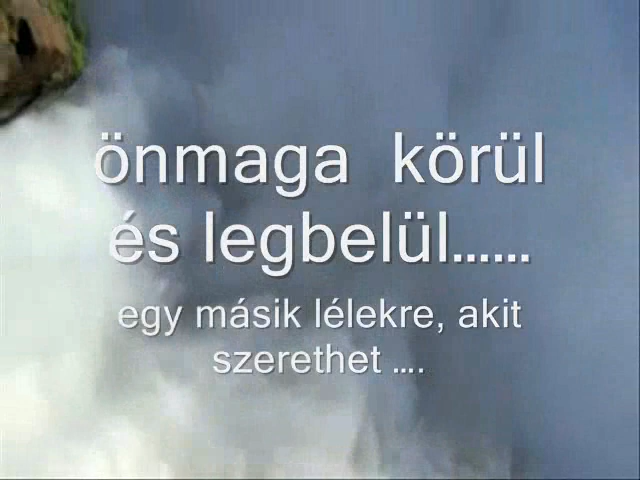 önmaga  körül
és legbelül……
egy másik lélekre, akit
szerethet ….